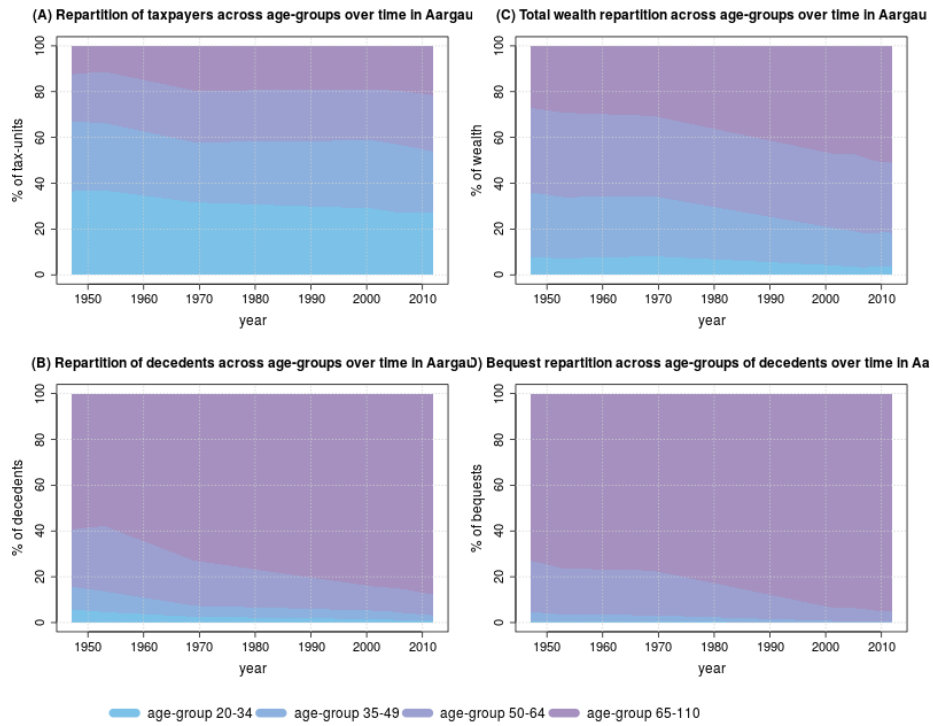 (A) Repartition of taxpayers across age-groups over time in Aargau
% of tax-units
100
80
60
40
20
0
1950 1960 1970 1980 1990 2000 2010
year
(C) Total wealth repartition across age-groups over time in Aargau
% of wealth
100
80
60
40
20
0
1950 1960 1970 1980 1990 2000 2010
year
(B) Repartition of decedents across age-groups over time in Aargau
% of decedents
100
80
60
40
20
0
1950 1960 1970 1980 1990 2000 2010
year
D) Bequest repartition across age-groups of decedents over time in Aa
% of bequests
100
80
60
40
20
0
1950 1960 1970 1980 1990 2000 2010
year
age-group 20-34 age-group 35-49 age-group 50-64 age-group 65-110